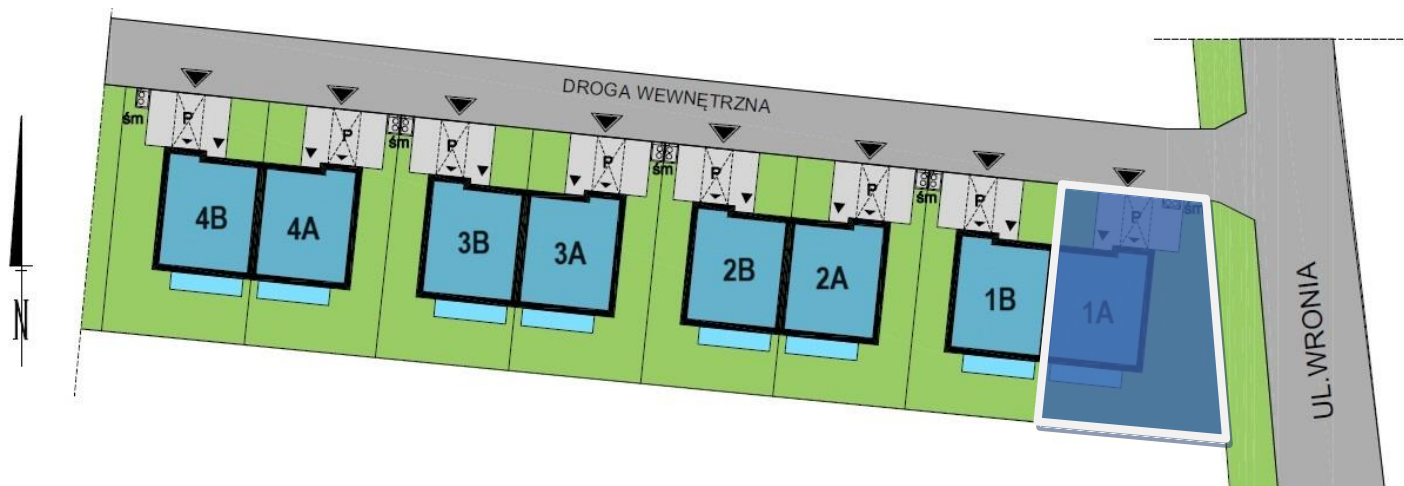 DROGA WEWNĘTRZNA
P
P
P
P
P
P
P
P
śm
śm
śm
śm
śm
4B
4A
3B
3A
2B
2A
1B
1A
N
UL.WRONIA